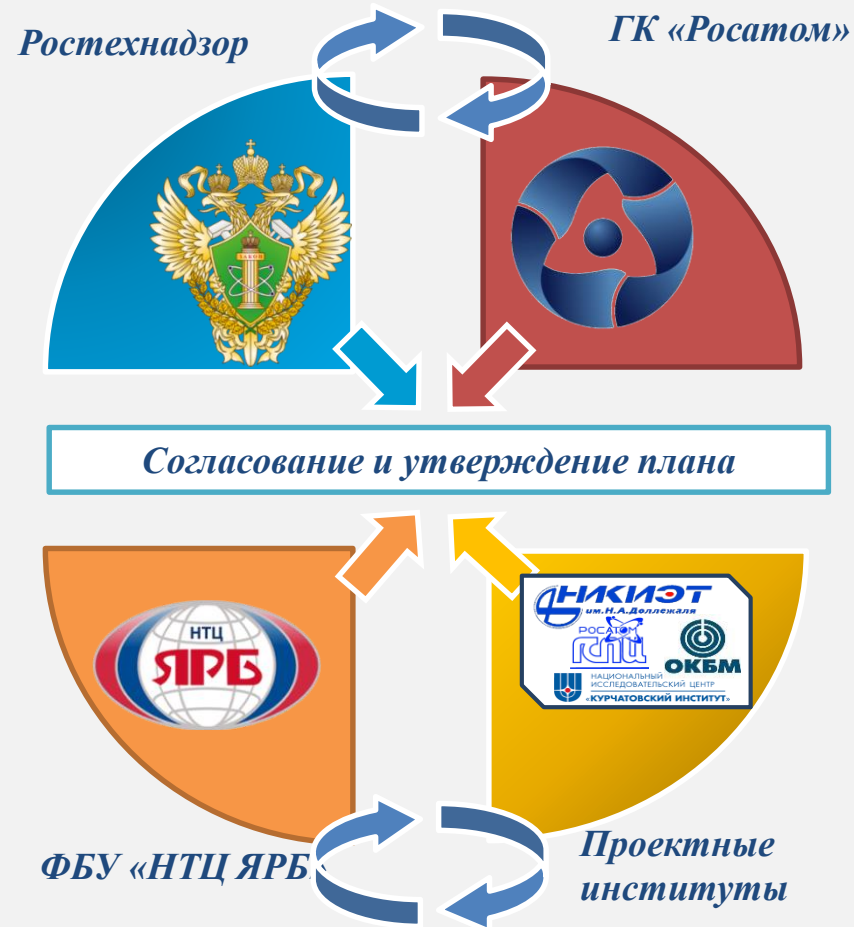 Ростехнадзор
ГК «Росатом»
ЗАКОН
Согласование и утверждение плана
НТЦ
ЯРБ
НИКИЭТ
им.Н.А.Доллежаля
РОСАТОМ
ГСПИ
ОКБМ
НАЦИОНАЛЬНЫЙ
ИССЛЕДОВАТЕЛЬСКИЙ ЦЕНТР
«КУРЧАТОВСКИЙ ИНСТИТУТ»
ФБУ «НТЦ ЯРБ»
Проектные
институты